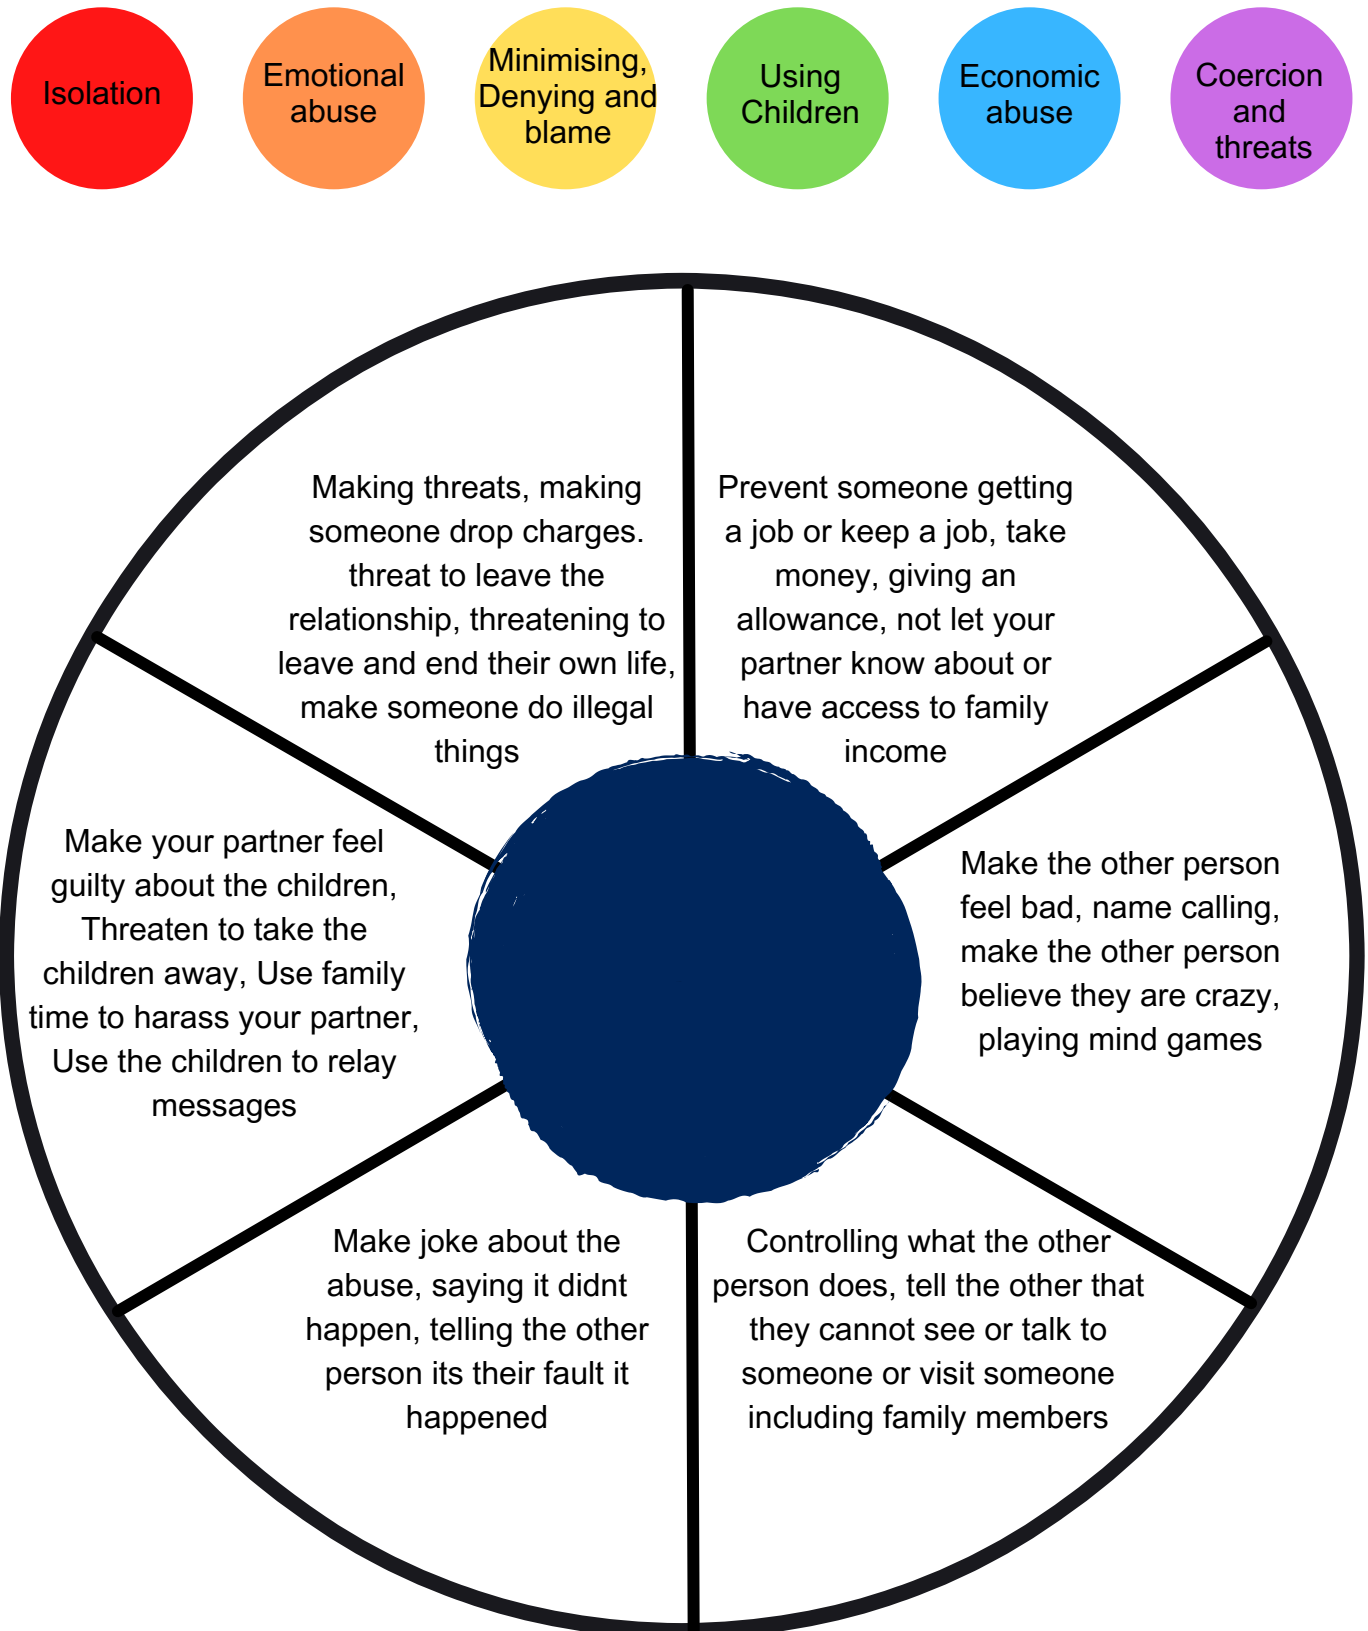 Isolation
Emotional
abuse
Minimising,
Denying and
blame
Using
Children
Economic
abuse
Coercion
and
threats
Making threats, making
someone drop charges.
threat to leave the
relationship, threatening to
leave and end their own life,
make someone do illegal
things
Prevent someone getting
a job or keep a job, take
money, giving an
allowance, not let your
partner know about or
have access to family
income
Make your partner feel
guilty about the children,
Threaten to take the
children away, Use family
time to harass your partner,
Use the children to relay
messages
Make the other person
feel bad, name calling,
make the other person
believe they are crazy,
playing mind games
Make joke about the
abuse, saying it didnt
happen, telling the other
person its their fault it
happened
Controlling what the other
person does, tell the other that
they cannot see or talk to
someone or visit someone
including family members